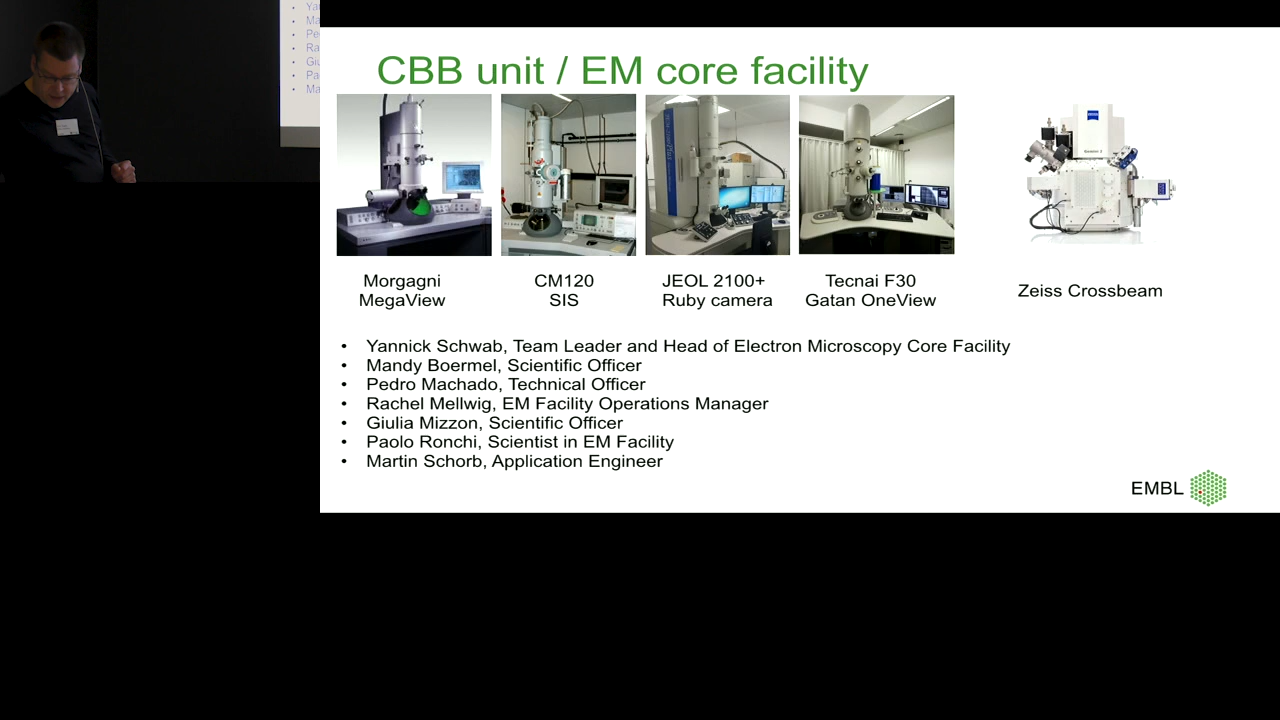 CBB unit / EM core facility
Morgagni
MegaView
CM120
SIS
JEOL 2100+
Ruby camera
Tecnai F30
Gatan OneView
Zeiss Crossbeam
• Yannick Schwab, Team Leader and Head of Electron Microscopy Core Facility
• Mandy Boermel, Scientific Officer
• Pedro Machado, Technical Officer
• Rachel Mellwig, EM Facility Operations Manager
• Giulia Mizzon, Scientific Officer
• Paolo Ronchi, Scientist in EM Facility
• Martin Schorb, Application Engineer
EMBL